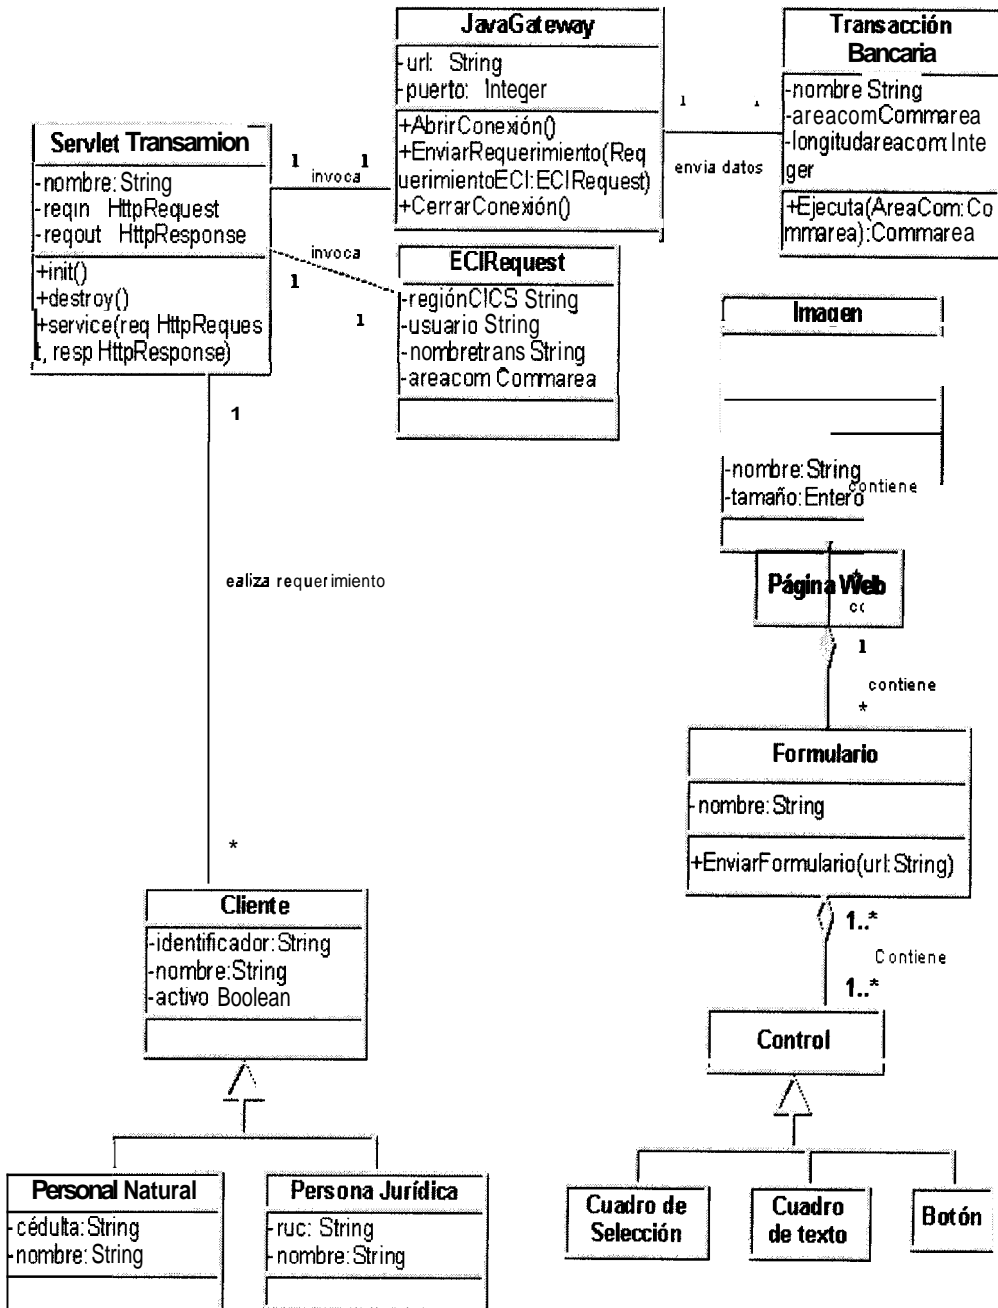 JavaGateway
-url: String
-puerto: Integer
+AbrirConexión()
+EnviarRequerimiento(Req
uerimientoECI:ECIRequest)
+CerrarConexión()
Transacción
Bancaria
-nombre String
-areacomCommarea
-longitudareacom:Inte
ger
+Ejecuta(AreaCom:Co
mmarea):Commarea
1
envia datos
Servlet Transamion
-nombre:String
-reqin HttpRequest
-reqout HttpResponse
+init()
+destroy()
+service(req HttpReques
t, resp HttpResponse)
1 1
invoca
invoca
1
1
ECIRequest
-regiónCICS String
-usuario String
-nombretrans String
-areacom Commarea
Imagen
-nombre:String
-tamaño:Entero
contiene
*
Página Web
cc
1
contiene
*
Formulario
-nombre:String
+EnviarFormulario(url:String)
1..*
Contiene
1..*
Control
Cuadro de
Selección
Cuadro
de texto
Botón
1
ealiza requerimiento
*
Cliente
-identificador:String
-nombre:String
-activo Boolean
Personal Natural
-cédulta:String
-nombre:String
Persona Jurídica
-ruc: String
-nombre:String